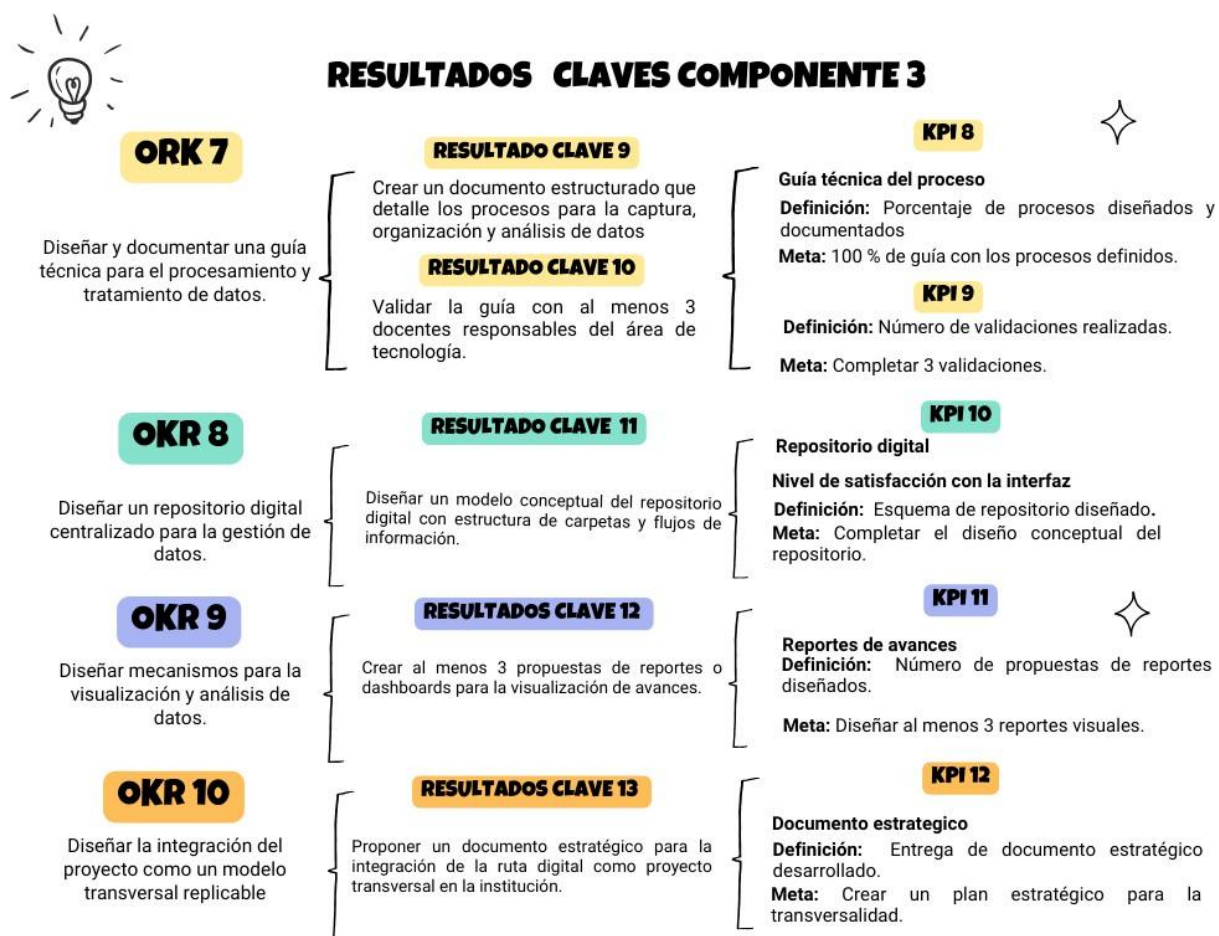 RESULTADOS CLAVES COMPONENTE 3
ORK 7
Diseñar y documentar una guía
técnica para el procesamiento y
tratamiento de datos.
RESULTADO CLAVE 9
Crear un documento estructurado que
detalle los procesos para la captura,
organización y análisis de datos
RESULTADO CLAVE 10
Validar la guía con al menos 3
docentes responsables del área de
tecnología.
KPI 8
Guía técnica del proceso
Definición: Porcentaje de procesos diseñados y
documentados
Meta: 100 % de guía con los procesos definidos.
KPI 9
Definición: Número de validaciones realizadas.
Meta: Completar 3 validaciones.
OKR 8
Diseñar un repositorio digital
centralizado para la gestión de
datos.
RESULTADO CLAVE 11
Diseñar un modelo conceptual del repositorio
digital con estructura de carpetas y flujos de
información.
KPI 10
Repositorio digital
Nivel de satisfacción con la interfaz
Definición: Esquema de repositorio diseñado.
Meta: Completar el diseño conceptual del
repositorio.
OKR 9
Diseñar mecanismos para la
visualización y análisis de
datos.
RESULTADOS CLAVE 12
Crear al menos 3 propuestas de reportes o
dashboards para la visualización de avances.
KPI 11
Reportes de avances
Definición: Número de propuestas de reportes
diseñados.
Meta: Diseñar al menos 3 reportes visuales.
OKR 10
Diseñar la integración del
proyecto como un modelo
transversal replicable
RESULTADOS CLAVE 13
Proponer un documento estratégico para la
integración de la ruta digital como proyecto
transversal en la institución.
KPI 12
Documento estrategico
Definición: Entrega de documento estratégico
desarrollado.
Meta: Crear un plan estratégico para la
transversalidad.